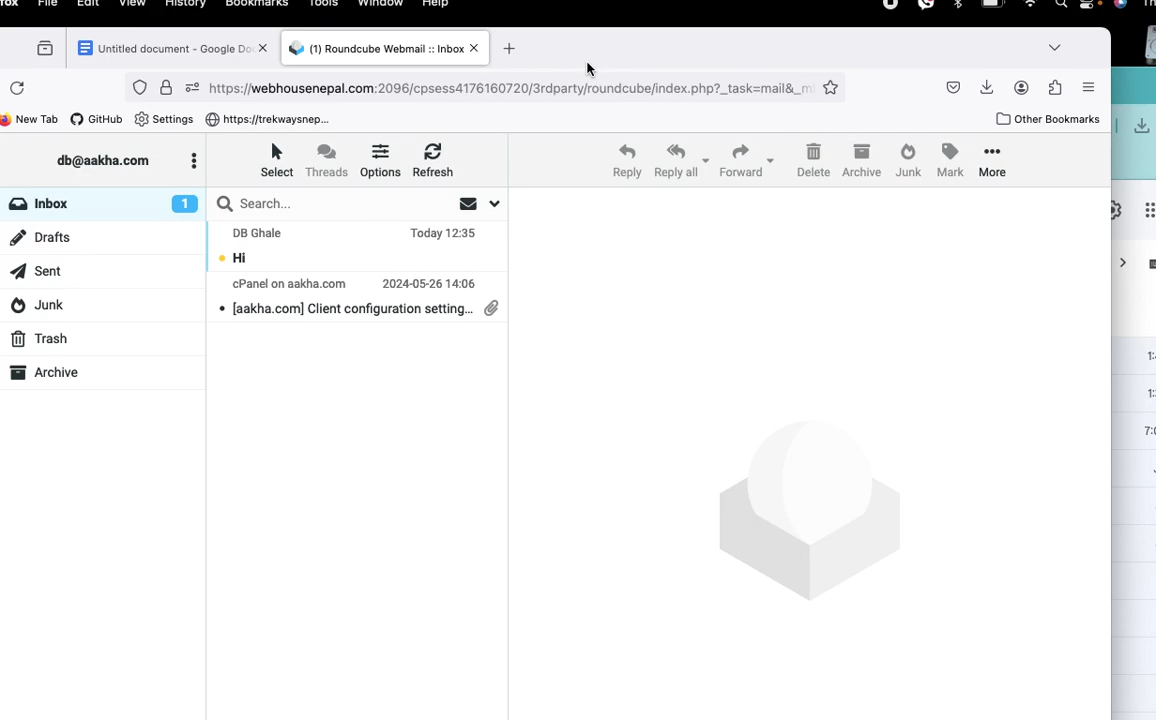 fox File Edit View History Bookmarks Tools Window Help
Untitled document - Google Do
(1) Roundcube Webmail :: Inbox
https://webhousenepal.com:2096/cpsess4176160720/3rdparty/roundcube/index.php?_task=mail&_m
New Tab GitHub Settings https://trekwaysnep... Other Bookmarks
db@aakha.com
Select Threads Options Refresh
Reply Reply all Forward Delete Archive Junk Mark More
Inbox 1
Drafts
Sent
Junk
Trash
Archive
Search...
DB Ghale Today 12:35
Hi
cPanel on aakha.com 2024-05-26 14:06
[aakha.com] Client configuration setting...